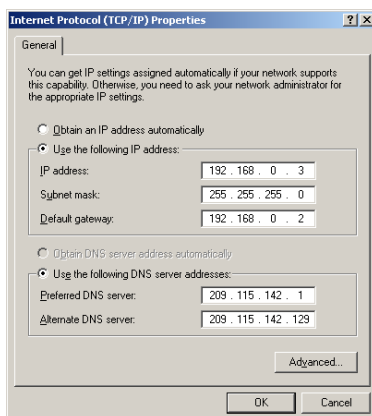 Internet Protocol (TCP/IP) Properties
General
You can get IP settings assigned automatically if your network supports
this capability. Otherwise, you need to ask your network administrator for
the appropriate IP settings.
Obtain an IP address automatically
Use the following IP address:
IP address: 192 . 168 . 0 . 3
Subnet mask: 255 . 255 . 255 . 0
Default gateway: 192 . 168 . 0 . 2
Obtain DNS server address automatically
Use the following DNS server addresses:
Preferred DNS server: 209 . 115 . 142 . 1
Alternate DNS server: 209 . 115 . 142 . 129
Advanced...
OK Cancel